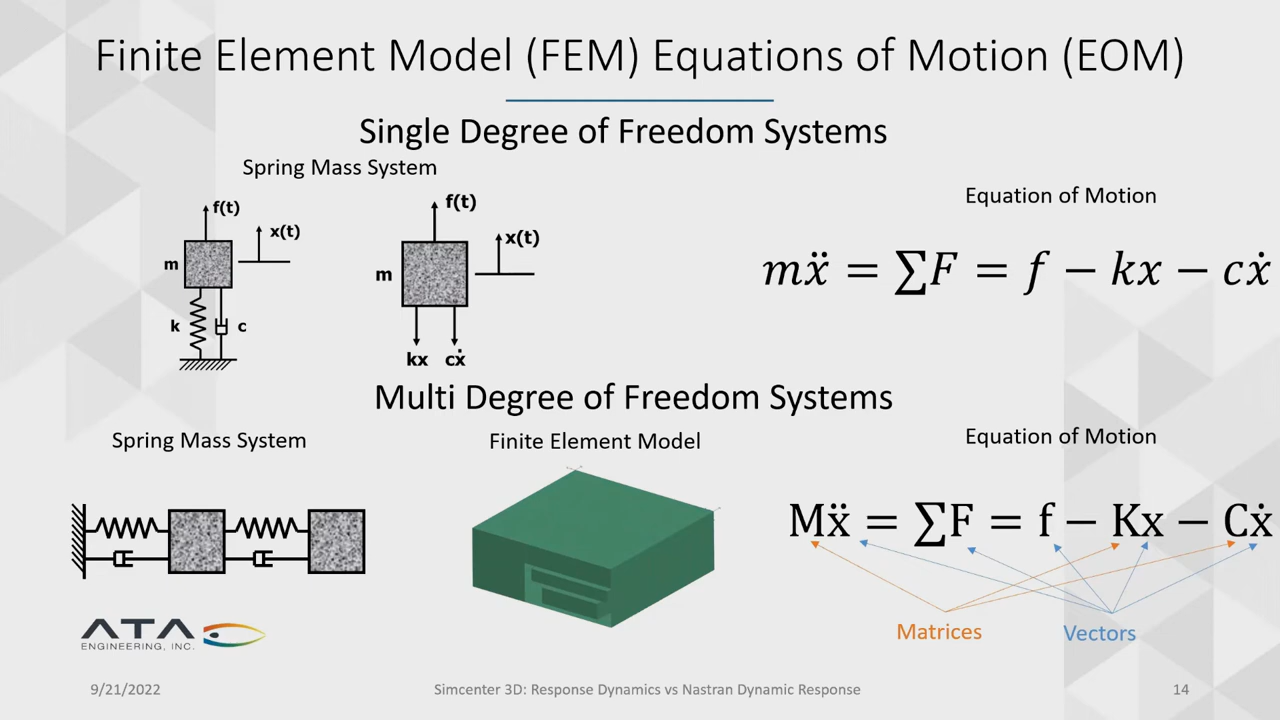 Finite Element Model (FEM) Equations of Motion (EOM)
Single Degree of Freedom Systems
Spring Mass System
f(t)
x(t)
m
k
c
f(t)
x(t)
m
kx
cẋ
Equation of Motion
mẍ = ∑F = f − kx − cẋ
Multi Degree of Freedom Systems
Spring Mass System
Finite Element Model
Equation of Motion
Mẍ = ∑F = f − Kx − Cẋ
Matrices
Vectors
ATA
ENGINEERING, INC.
9/21/2022
Simcenter 3D: Response Dynamics vs Nastran Dynamic Response
14